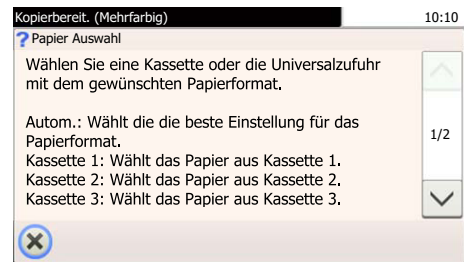 Kopierbereit. (Mehrfarbig)
10:10
? Papier Auswahl
Wählen Sie eine Kassette oder die Universalzufuhr
mit dem gewünschten Papierformat.
Autom.: Wählt die die beste Einstellung für das
Papierformat.
1/2
Kassette 1: Wählt das Papier aus Kassette 1.
Kassette 2: Wählt das Papier aus Kassette 2.
Kassette 3: Wählt das Papier aus Kassette 3.